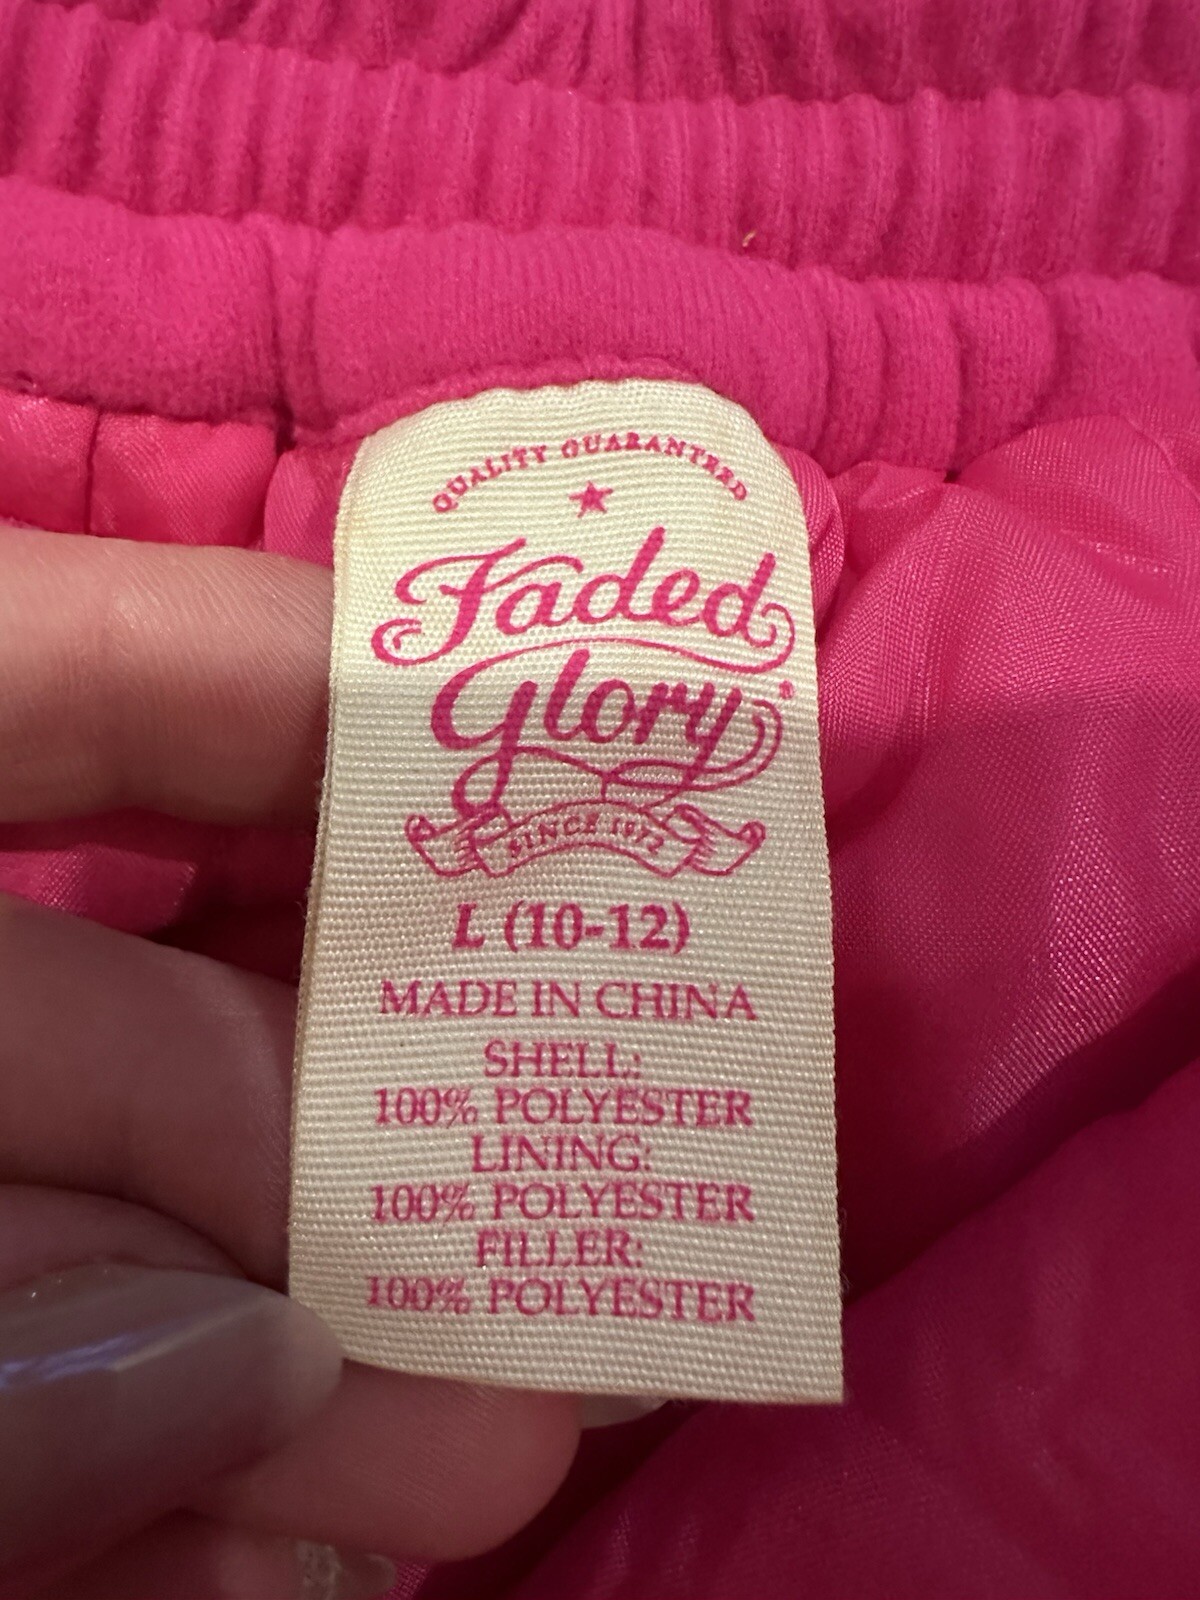 QUALITY GUARANTEED
Faded
Glory®
SINCE 1972
L (10-12)
MADE IN CHINA
SHELL:
100% POLYESTER
LINING:
100% POLYESTER
FILLER:
100% POLYESTER